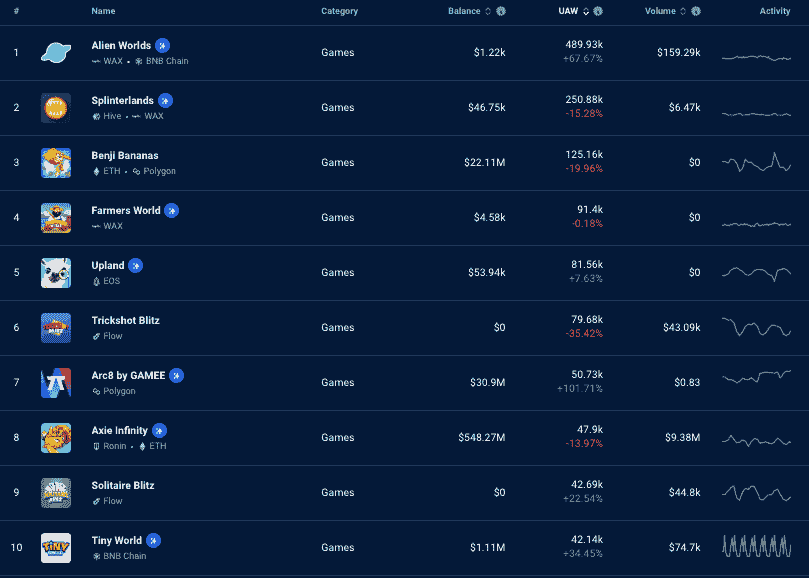 # Name Category Balance UAW Volume Activity
489.93k
1 Alien Worlds Games $1.22k $159.29k
WAX • BNB Chain +67.67%
250.88k
2 Splinterlands Games $46.75k $6.47k
Hive • WAX -15.28%
125.16k
3 Benji Bananas Games $22.11M $0
ETH • Polygon -19.96%
91.4k
4 Farmers World Games $4.58k $0
WAX -0.18%
81.56k
5 Upland Games $53.94k $0
EOS +7.63%
79.68k
6 Trickshot Blitz Games $0 $43.09k
Flow -35.42%
50.73k
7 Arc8 by GAMEE Games $30.9M $0.83
Polygon +101.71%
47.9k
8 Axie Infinity Games $548.27M $9.38M
Ronin • ETH -13.97%
42.69k
9 Solitaire Blitz Games $0 $44.8k
Flow +22.54%
42.14k
10 Tiny World Games $1.11M $74.7k
TINY
BNB Chain +34.45%